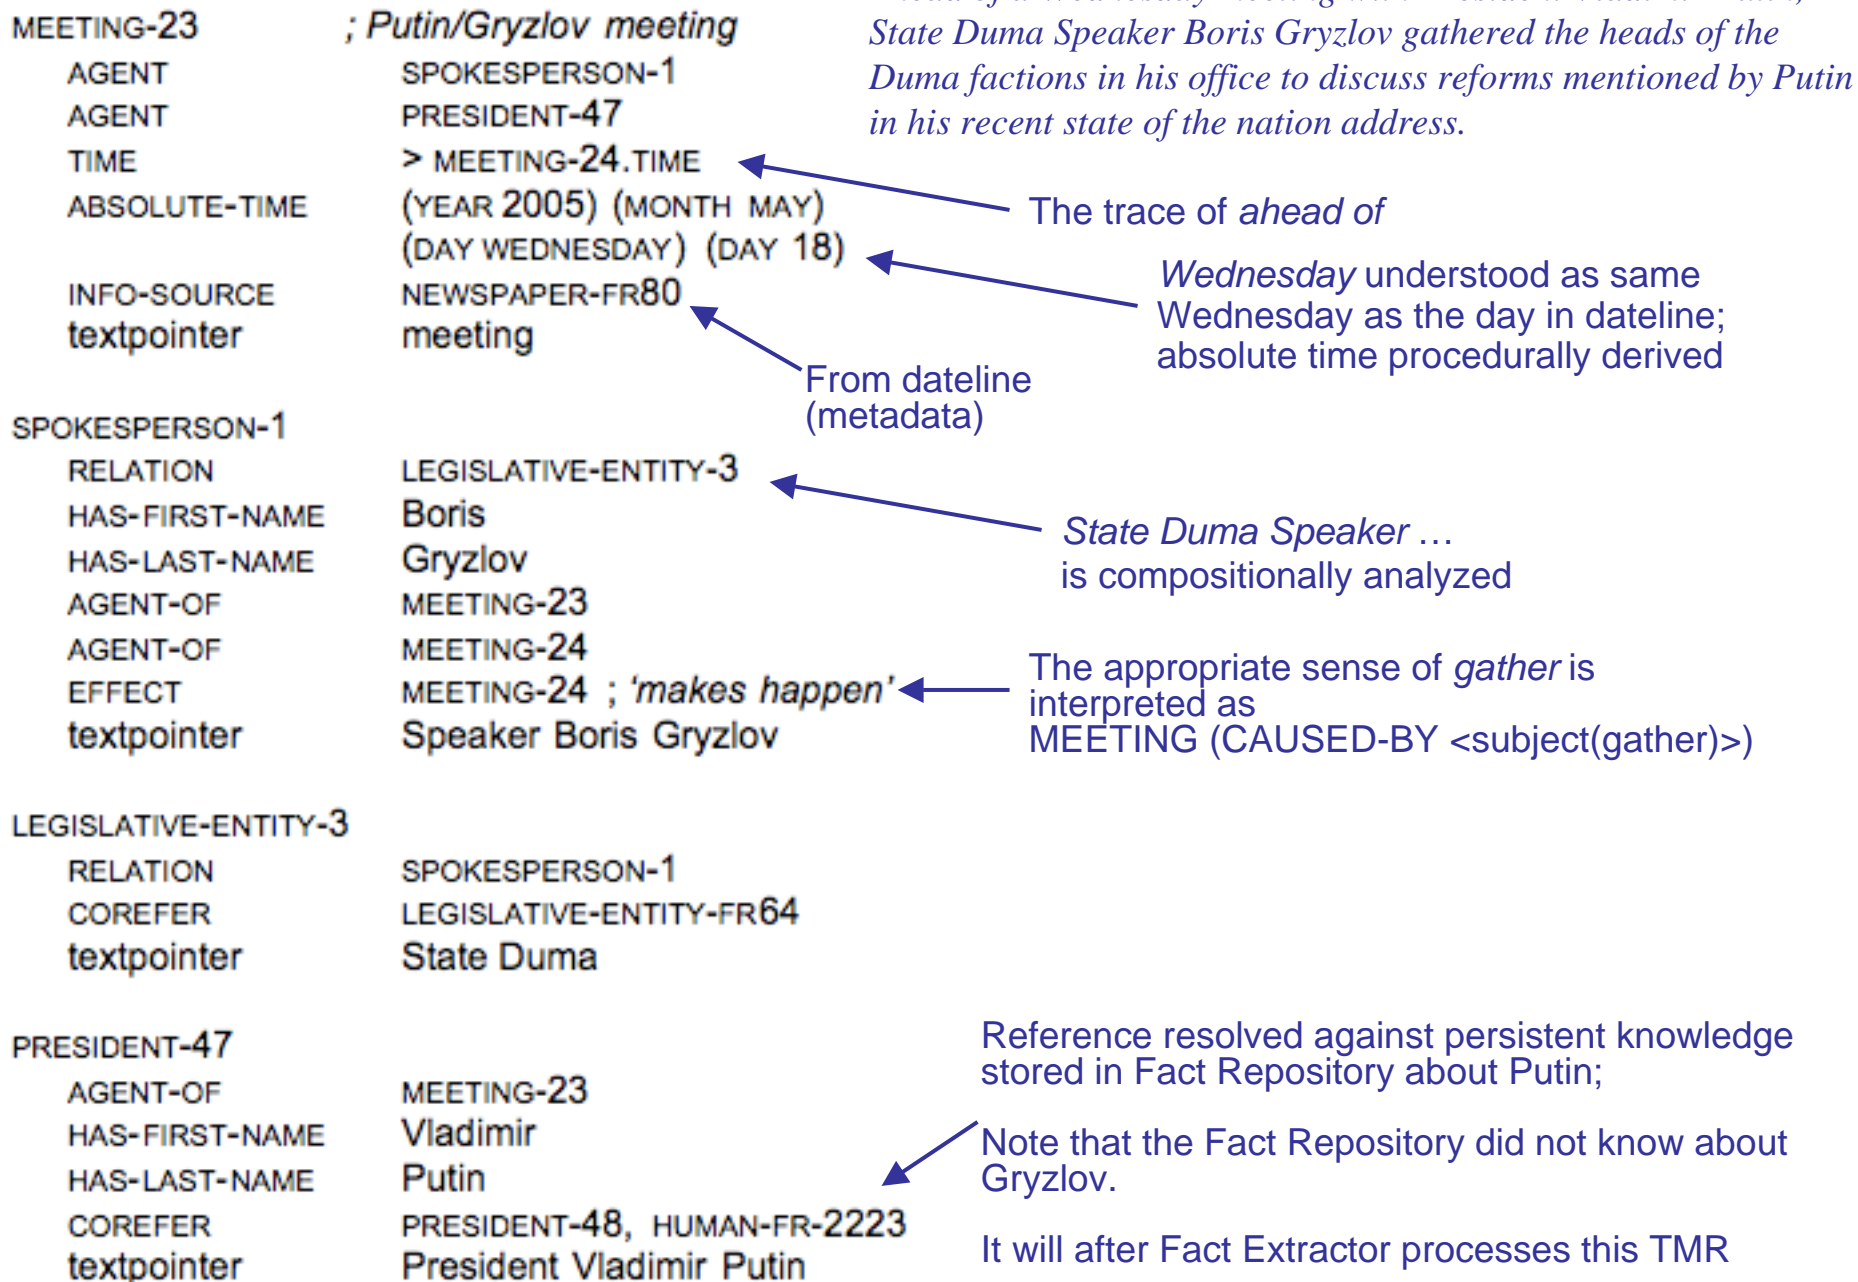 MEETING-23 ; Putin/Gryzlov meeting
AGENT SPOKESPERSON-1
AGENT PRESIDENT-47
TIME > MEETING-24.TIME
ABSOLUTE-TIME (YEAR 2005) (MONTH MAY)
(DAY WEDNESDAY) (DAY 18)
INFO-SOURCE NEWSPAPER-FR80
textpointer meeting
State Duma Speaker Boris Gryzlov gathered the heads of the
Duma factions in his office to discuss reforms mentioned by Putin
in his recent state of the nation address.
The trace of ahead of
Wednesday understood as same
Wednesday as the day in dateline;
absolute time procedurally derived
From dateline
(metadata)
SPOKESPERSON-1
RELATION LEGISLATIVE-ENTITY-3
HAS-FIRST-NAME Boris
HAS-LAST-NAME Gryzlov
AGENT-OF MEETING-23
AGENT-OF MEETING-24
EFFECT MEETING-24 ; 'makes happen'
textpointer Speaker Boris Gryzlov
State Duma Speaker …
is compositionally analyzed
The appropriate sense of gather is
interpreted as
MEETING (CAUSED-BY <subject(gather)>)
LEGISLATIVE-ENTITY-3
RELATION SPOKESPERSON-1
COREFER LEGISLATIVE-ENTITY-FR64
textpointer State Duma
PRESIDENT-47
AGENT-OF MEETING-23
HAS-FIRST-NAME Vladimir
HAS-LAST-NAME Putin
COREFER PRESIDENT-48, HUMAN-FR-2223
textpointer President Vladimir Putin
Reference resolved against persistent knowledge
stored in Fact Repository about Putin;
Note that the Fact Repository did not know about
Gryzlov.
It will after Fact Extractor processes this TMR